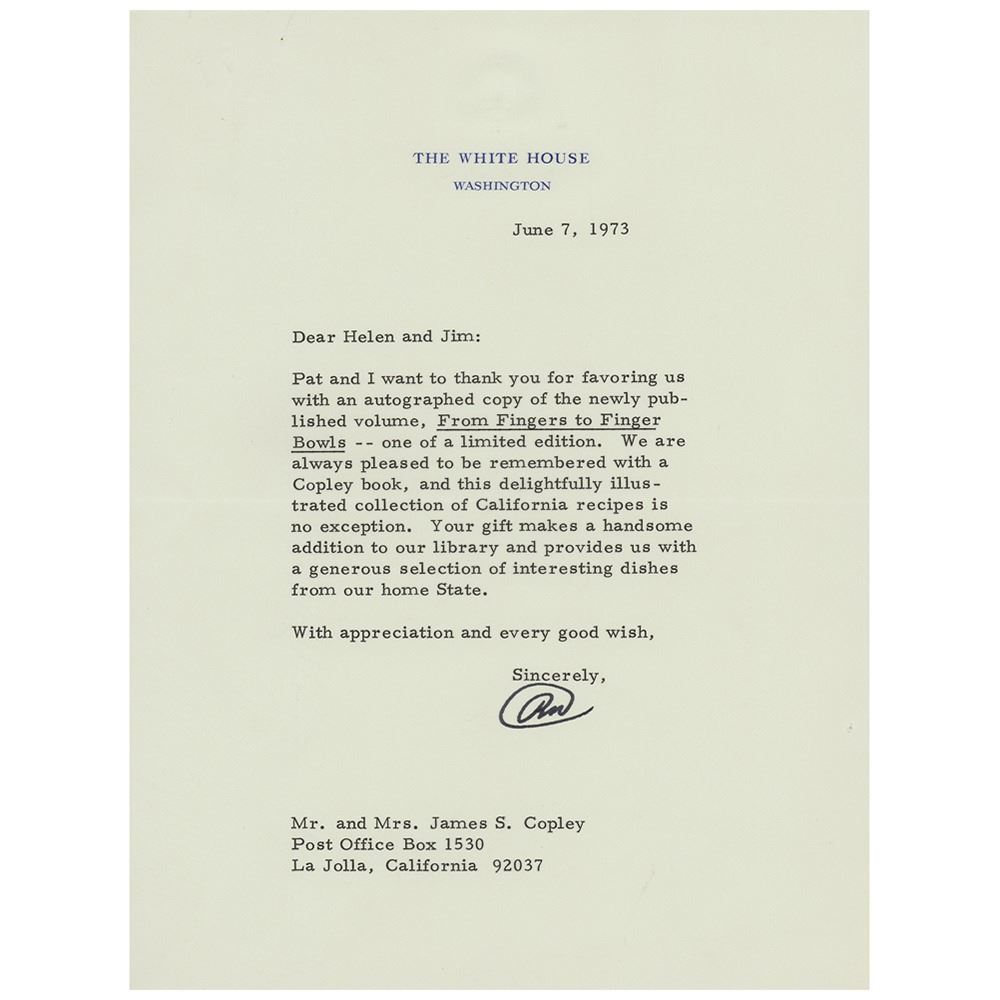 THE WHITE HOUSE
WASHINGTON
June 7, 1973
Dear Helen and Jim:
Pat and I want to thank you for favoring us
with an autographed copy of the newly pub-
lished volume, From Fingers to Finger
Bowls -- one of a limited edition. We are
always pleased to be remembered with a
Copley book, and this delightfully illus-
trated collection of California recipes is
no exception. Your gift makes a handsome
addition to our library and provides us with
a generous selection of interesting dishes
from our home State.
With appreciation and every good wish,
Sincerely,
Mr. and Mrs. James S. Copley
Post Office Box 1530
La Jolla, California 92037